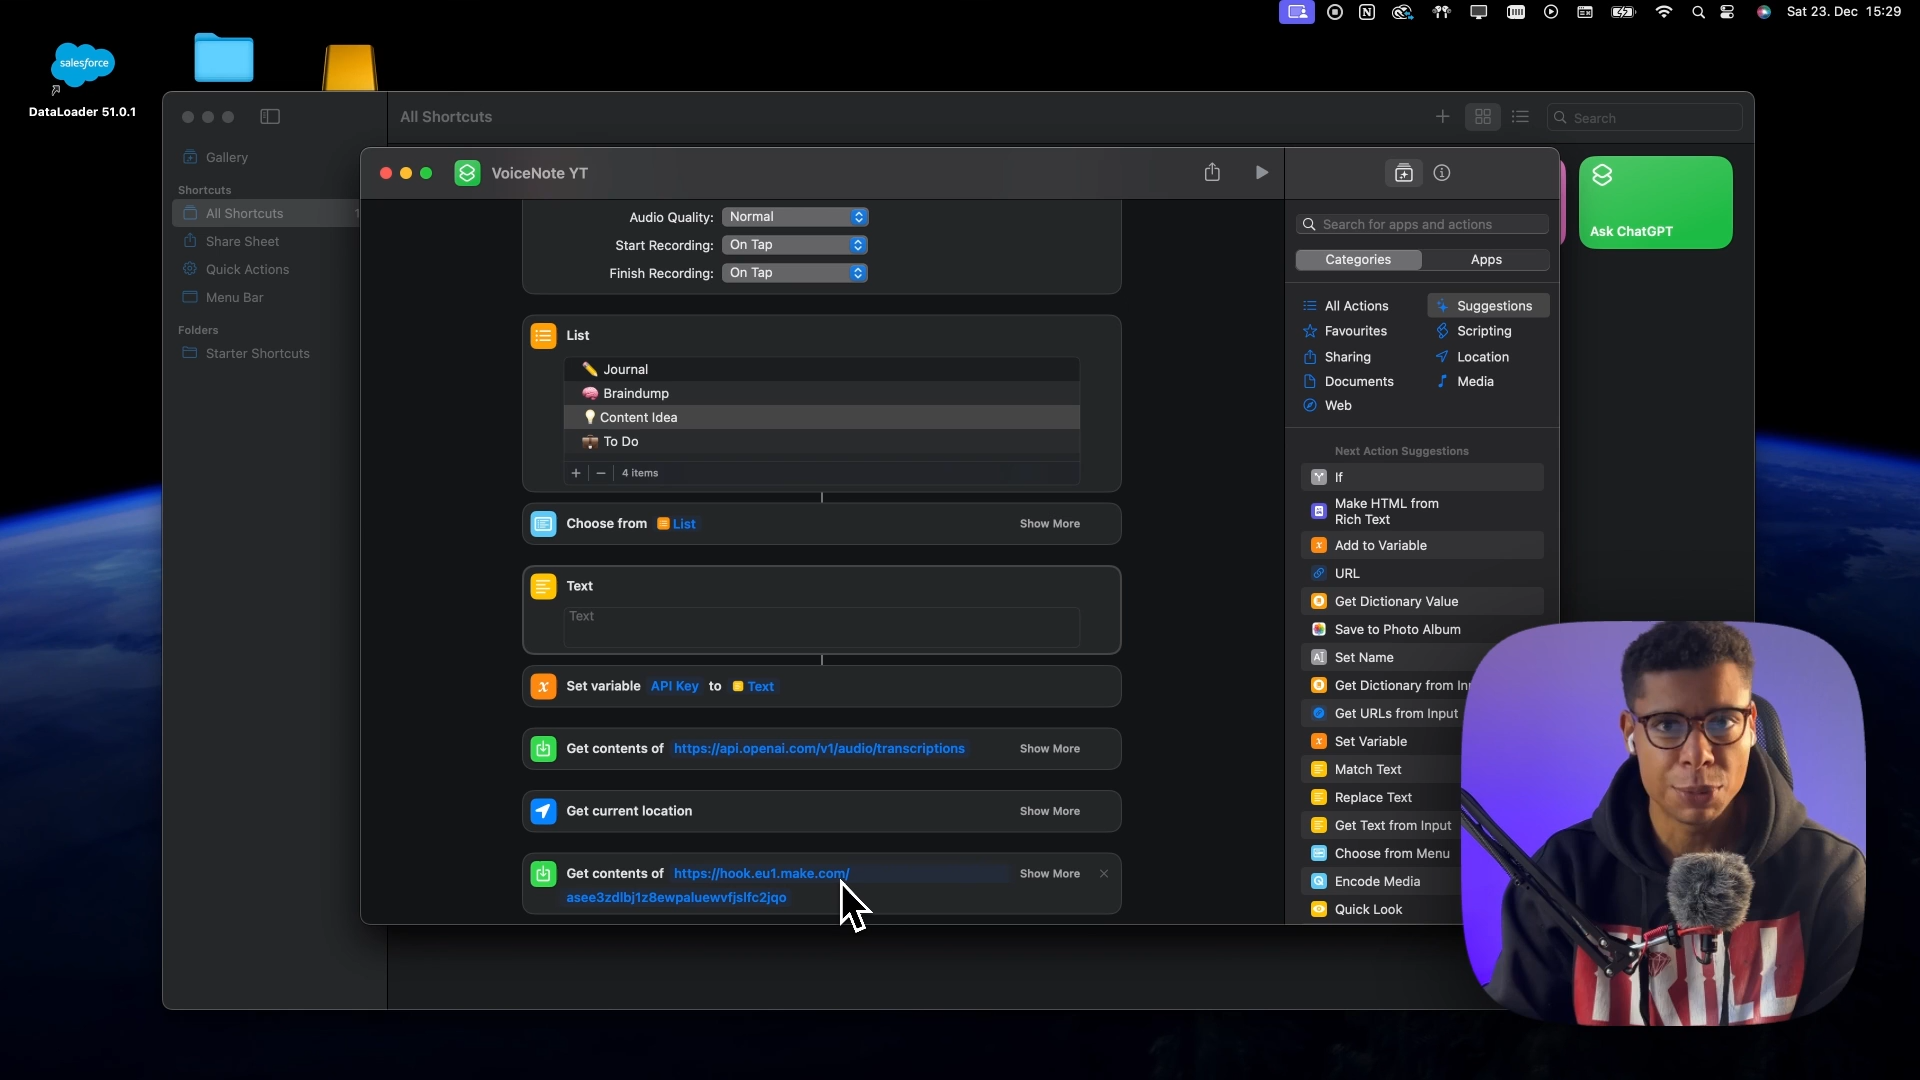 Sat 23. Dec 15:29
salesforce
DataLoader 51.0.1
All Shortcuts
Search
Gallery
Shortcuts
All Shortcuts
1
Share Sheet
Quick Actions
Menu Bar
Folders
Starter Shortcuts
VoiceNote YT
Audio Quality: Normal
Start Recording: On Tap
Finish Recording: On Tap
List
✏️ Journal
🧠 Braindump
💡 Content Idea
💼 To Do
+ − 4 items
Choose from List Show More
Text
Text
Set variable API Key to Text
Get contents of https://api.openai.com/v1/audio/transcriptions Show More
Get current location Show More
Get contents of https://hook.eu1.make.com/ Show More
asee3zdlbj1z8ewpaluewvfjslfc2jqo
Search for apps and actions
Categories Apps
All Actions Suggestions
Favourites Scripting
Sharing Location
Documents Media
Web
Next Action Suggestions
If
Make HTML from
Rich Text
Add to Variable
URL
Get Dictionary Value
Save to Photo Album
Set Name
Get Dictionary from In
Get URLs from Input
Set Variable
Match Text
Replace Text
Get Text from Input
Choose from Menu
Encode Media
Quick Look
Ask ChatGPT